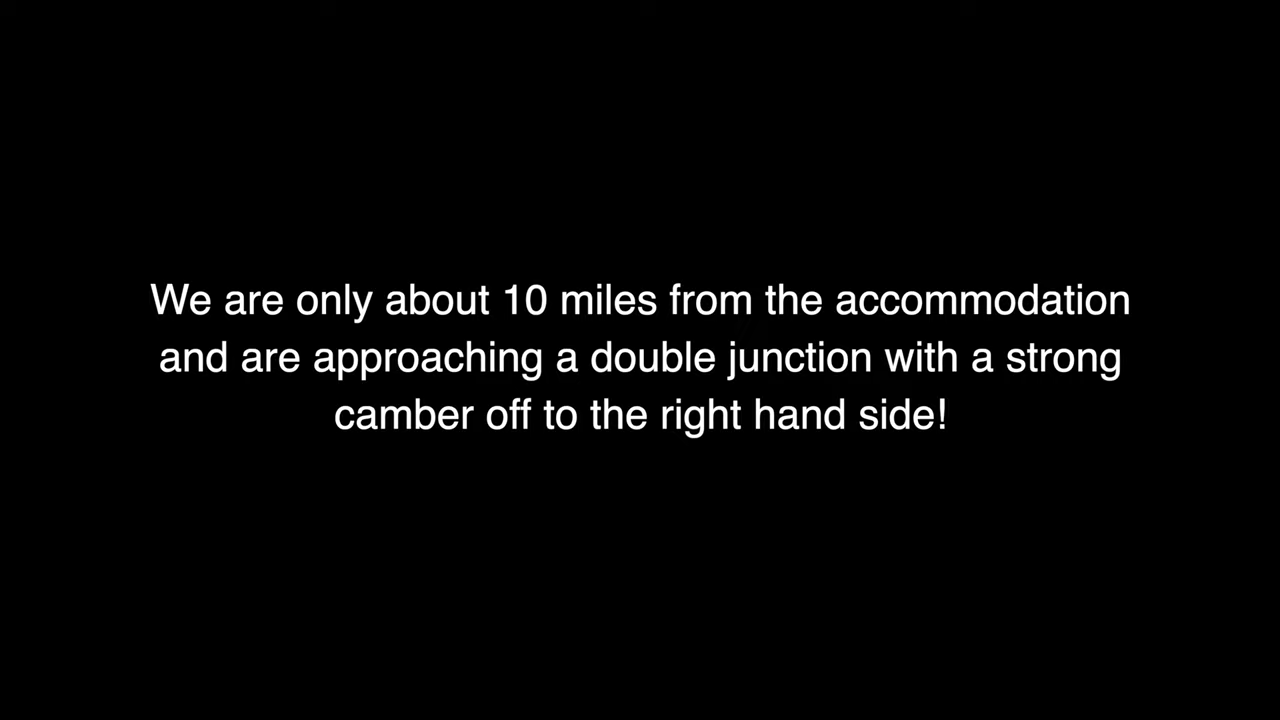 We are only about 10 miles from the accommodation
and are approaching a double junction with a strong
camber off to the right hand side!